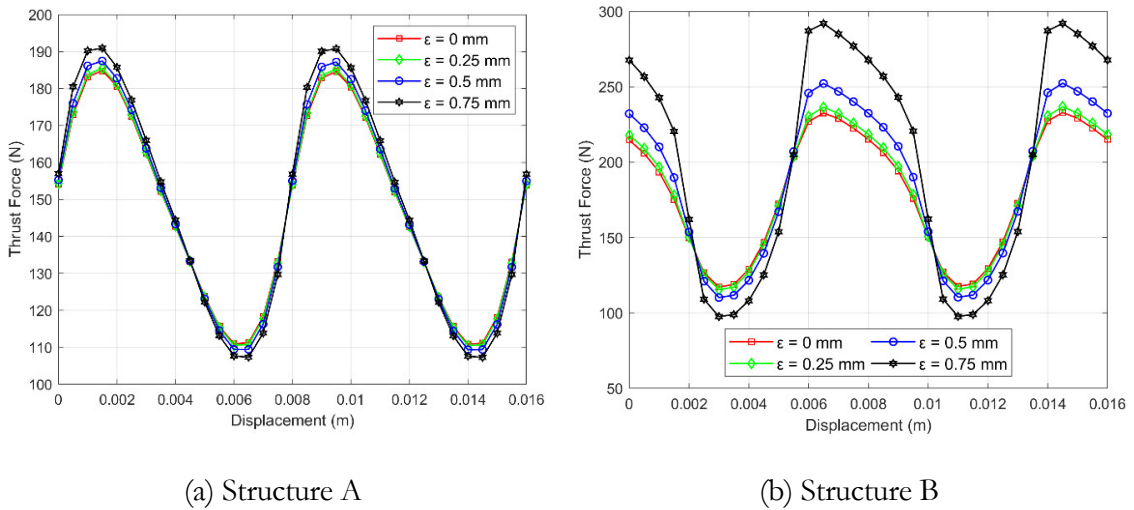 200
190
180
170
160
150
140
130
120
110
100
Thrust Force (N)
0 0.002 0.004 0.006 0.008 0.01 0.012 0.014 0.016
Displacement (m)
ε = 0 mm
ε = 0.25 mm
ε = 0.5 mm
ε = 0.75 mm
(a) Structure A
300
250
200
150
100
50
Thrust Force (N)
0 0.002 0.004 0.006 0.008 0.01 0.012 0.014 0.016
Displacement (m)
ε = 0 mm ε = 0.5 mm
ε = 0.25 mm ε = 0.75 mm
(b) Structure B